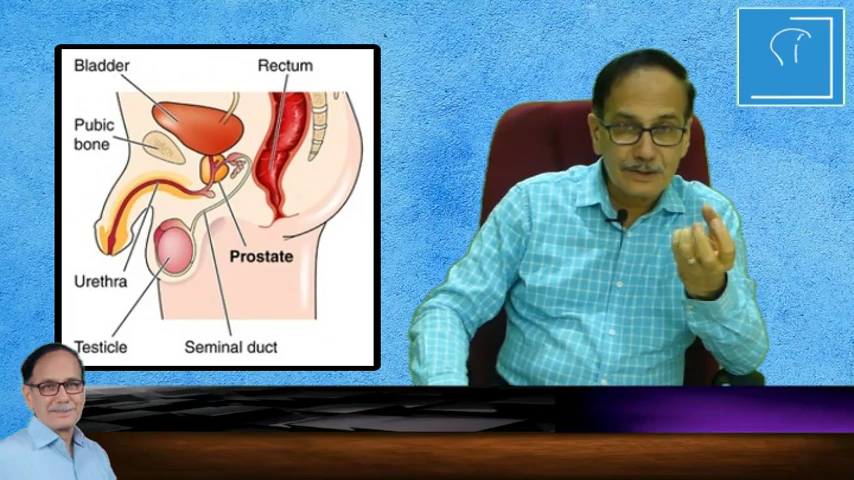 Bladder
Rectum
Pubic
bone
Prostate
Urethra
Testicle
Seminal duct